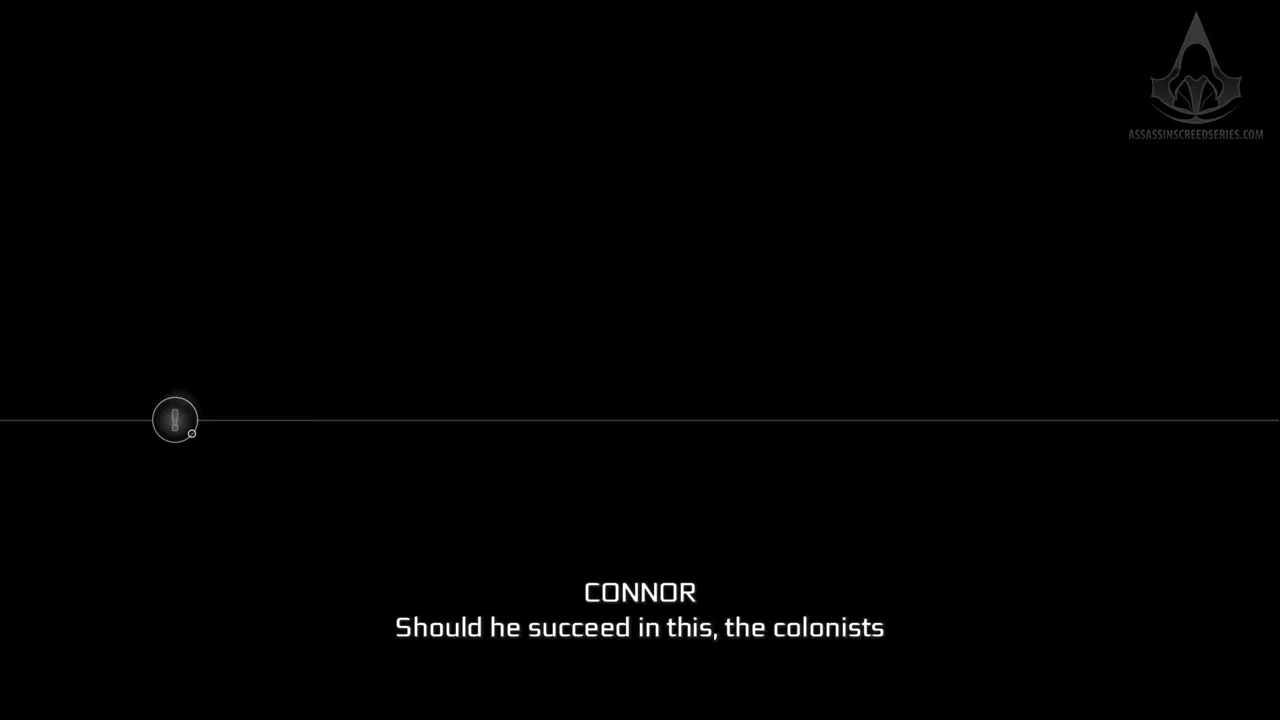 ASSASSINSCREEDSERIES.COM
CONNOR
Should he succeed in this, the colonists